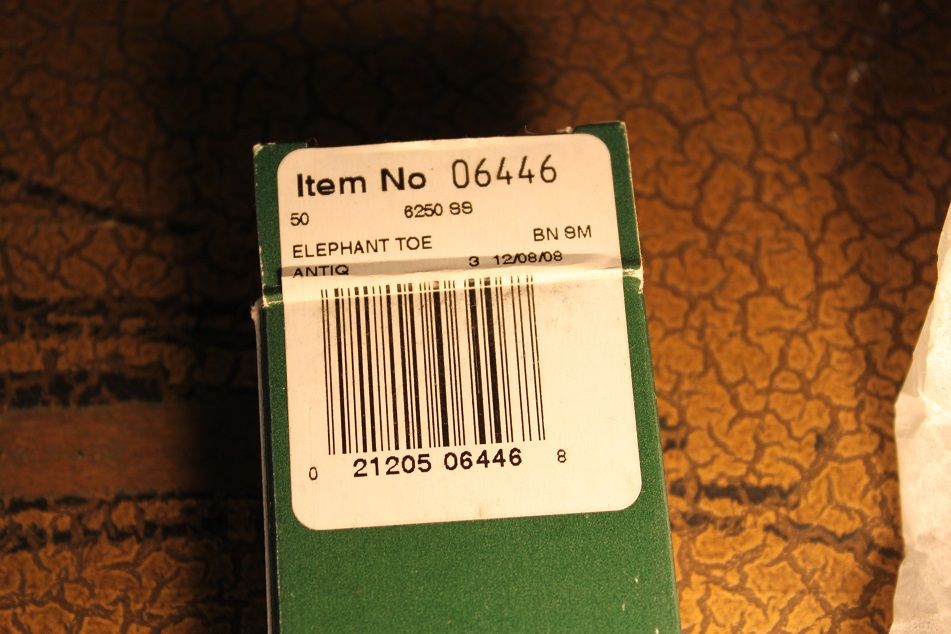 Item No 06446
50 6250 SS
ELEPHANT TOE BN SM
ANTIQ 3 12/08/08
0 21205 06446 8